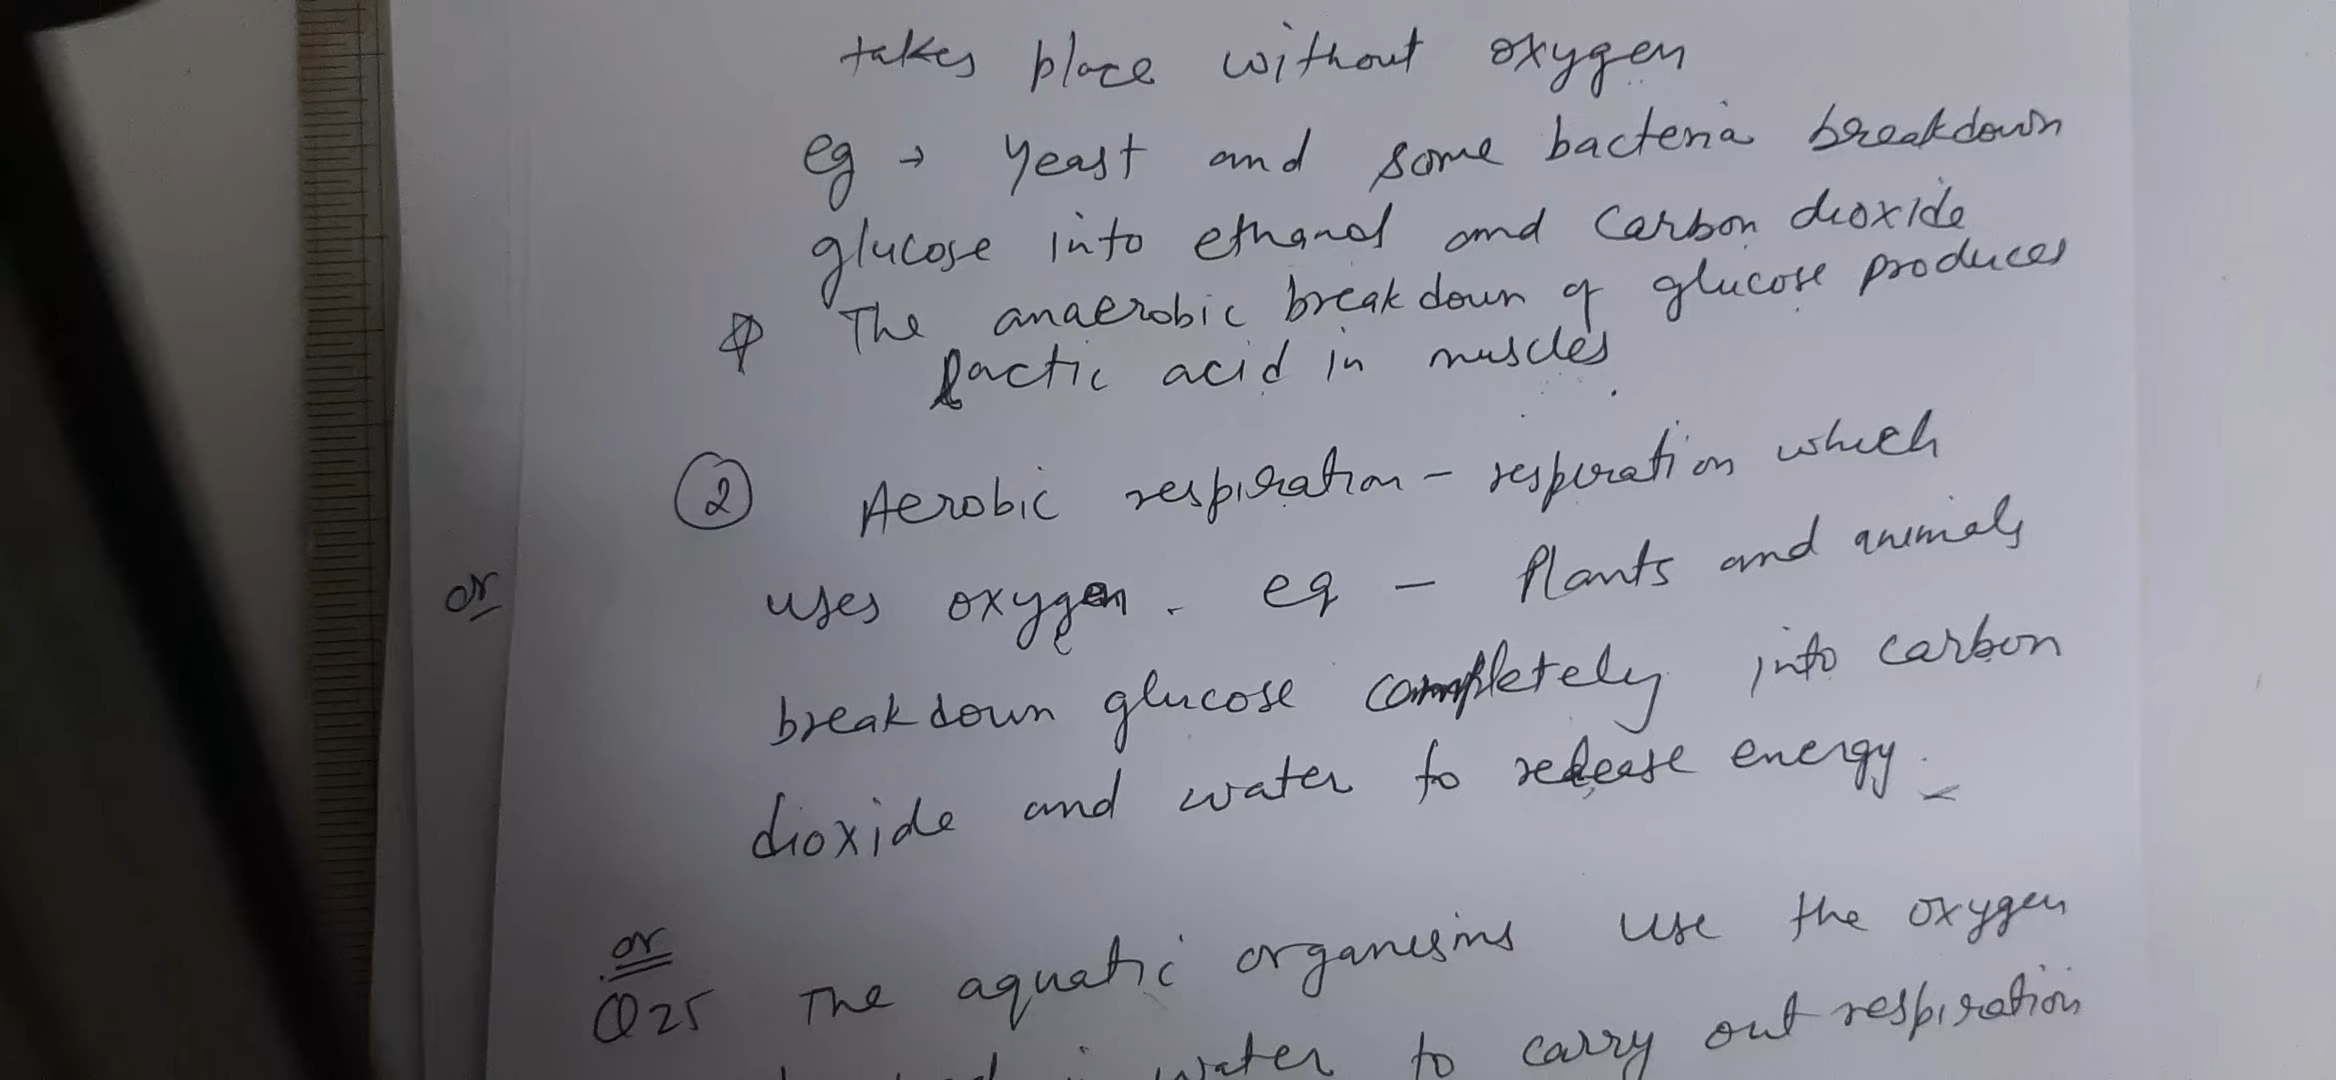 takes place without oxygen
eg → Yeast and some bacteria breakdown
glucose into ethanol and Carbon dioxide
The anaerobic breakdown of glucose produces
Lactic acid in muscles
② Aerobic respiration - respiration which
or
uses oxygen. eg - Plants and animals
breakdown glucose completely into carbon
dioxide and water to release energy.
or
Q25 The aquatic organisms use the oxygen
water to carry out respiration